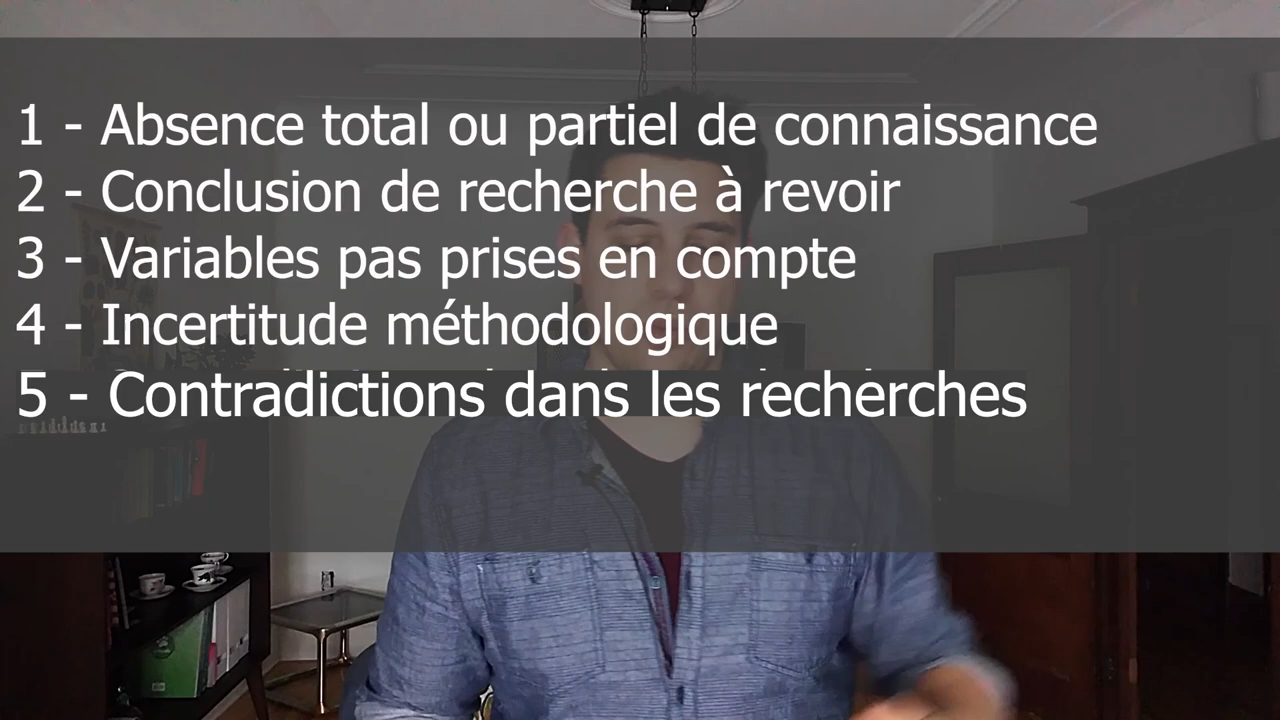 1 - Absence total ou partiel de connaissance
2 - Conclusion de recherche à revoir
3 - Variables pas prises en compte
4 - Incertitude méthodologique
5 - Contradictions dans les recherches